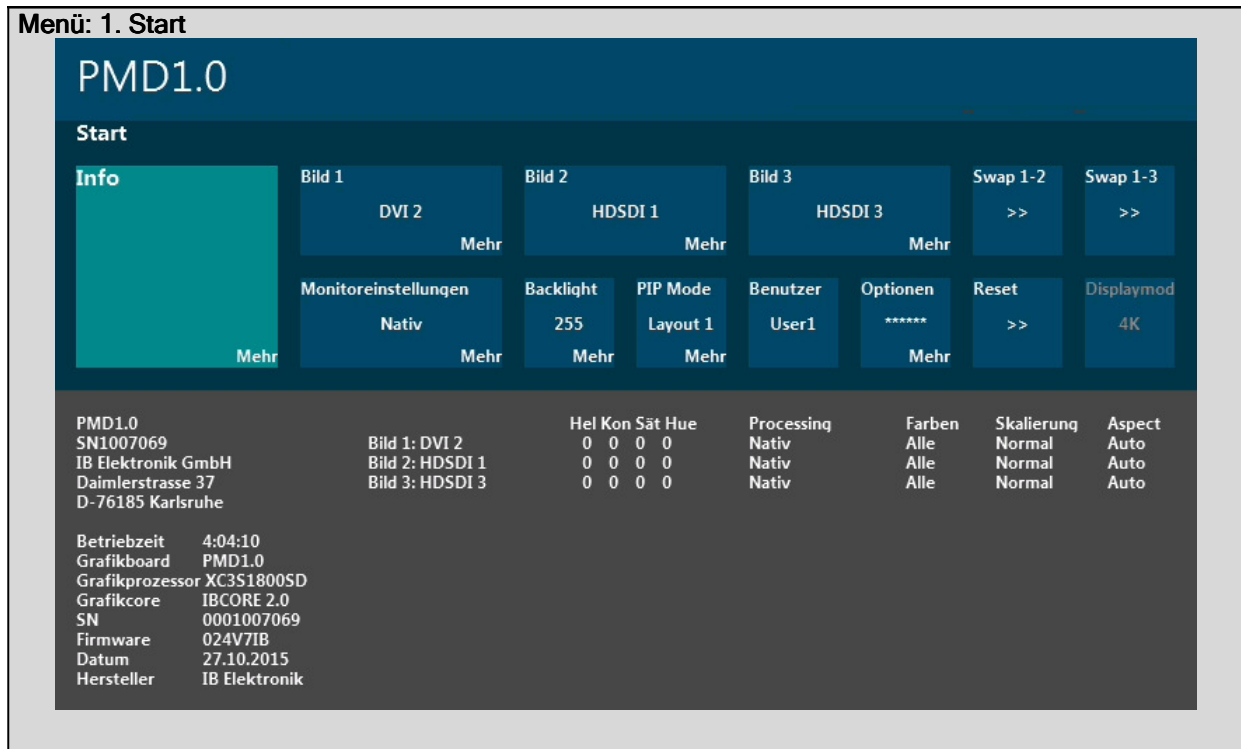 Menü: 1. Start
PMD1.0
Start
Info
Mehr
Bild 1
DVI 2
Mehr
Bild 2
HDSDI 1
Mehr
Bild 3
HDSDI 3
Mehr
Swap 1-2
>>
Swap 1-3
>>
Monitoreinstellungen
Nativ
Mehr
Backlight
255
Mehr
PIP Mode
Layout 1
Mehr
Benutzer
User1
Optionen
******
Mehr
Reset
>>
Displaymod
4K
PMD1.0
SN1007069
IB Elektronik GmbH
Daimlerstrasse 37
D-76185 Karlsruhe
Hel Kon Sät Hue Processing Farben Skalierung Aspect
Bild 1: DVI 2 0 0 0 0 Nativ Alle Normal Auto
Bild 2: HDSDI 1 0 0 0 0 Nativ Alle Normal Auto
Bild 3: HDSDI 3 0 0 0 0 Nativ Alle Normal Auto
Betriebzeit 4:04:10
Grafikboard PMD1.0
Grafikprozessor XC3S1800SD
Grafikcore IBCORE 2.0
SN 0001007069
Firmware 024V7IB
Datum 27.10.2015
Hersteller IB Elektronik